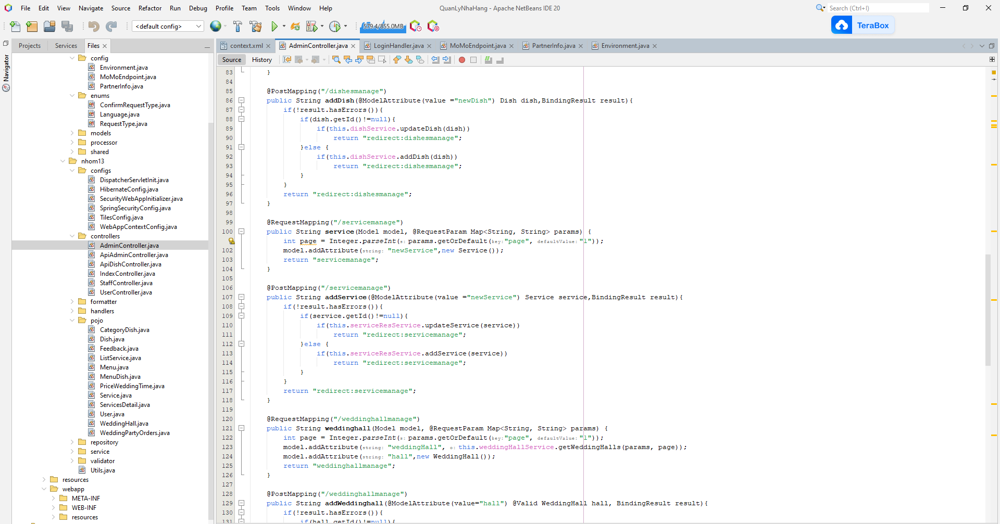 File Edit View Navigate Source Refactor Run Debug Profile Team Tools Window Help
QuanLyNhaHang - Apache NetBeans IDE 20
Search (Ctrl+I)
<default config>
579.4/855.0MB
TeraBox
Projects Services Files
context.xml AdminController.java LoginHandler.java MoMoEndpoint.java PartnerInfo.java Environment.java
Source History
Navigator
config
Environment.java
MoMoEndpoint.java
PartnerInfo.java
enums
ConfirmRequestType.java
Language.java
RequestType.java
models
processor
shared
nhom13
configs
DispatcherServletInit.java
HibernateConfig.java
SecurityWebAppInitializer.java
SpringSecurityConfig.java
TilesConfig.java
WebAppContextConfig.java
controllers
AdminController.java
ApiAdminController.java
ApiDishController.java
IndexController.java
StaffController.java
UserController.java
formatter
handlers
pojo
CategoryDish.java
Dish.java
Feedback.java
ListService.java
Menu.java
MenuDish.java
PriceWeddingTime.java
Service.java
ServicesDetail.java
User.java
WeddingHall.java
WeddingPartyOrders.java
repository
service
validator
Utils.java
resources
webapp
META-INF
WEB-INF
resources
83 }
84
85 @PostMapping("/dishesmanage")
86 public String addDish(@ModelAttribute(value ="newDish") Dish dish,BindingResult result){
87 if(!result.hasErrors()){
88 if(dish.getId()!=null){
89 if(this.dishService.updateDish(dish))
90 return "redirect:dishesmanage";
91 }else {
92 if(this.dishService.addDish(dish))
93 return "redirect:dishesmanage";
94 }
95 }
96 return "redirect:dishesmanage";
97 }
98
99 @RequestMapping("/servicemanage")
100 public String service(Model model, @RequestParam Map<String, String> params) {
int page = Integer.parseInt(s: params.getOrDefault(key:"page", defaultValue:"1"));
102 model.addAttribute(string: "newService",new Service());
103 return "servicemanage";
104 }
105
106 @PostMapping("/servicemanage")
107 public String addService(@ModelAttribute(value ="newService") Service service,BindingResult result){
108 if(!result.hasErrors()){
109 if(service.getId()!=null){
110 if(this.serviceResService.updateService(service))
111 return "redirect:servicemanage";
112 }else {
113 if(this.serviceResService.addService(service))
114 return "redirect:servicemanage";
115 }
116 }
117 return "redirect:servicemanage";
118 }
119
120 @RequestMapping("/weddinghallmanage")
121 public String weddinghall(Model model, @RequestParam Map<String, String> params) {
122 int page = Integer.parseInt(s: params.getOrDefault(key:"page", defaultValue:"1"));
123 model.addAttribute(string: "weddingHall", o: this.weddingHallService.getWeddingHalls(params, page));
124 model.addAttribute(string: "hall",new WeddingHall());
125 return "weddinghallmanage";
126 }
127
128 @PostMapping("/weddinghallmanage")
129 public String addWeddinghall(@ModelAttribute(value="hall") @Valid WeddingHall hall, BindingResult result){
130 if(!result.hasErrors()){
131 if(hall.getId()!=null){